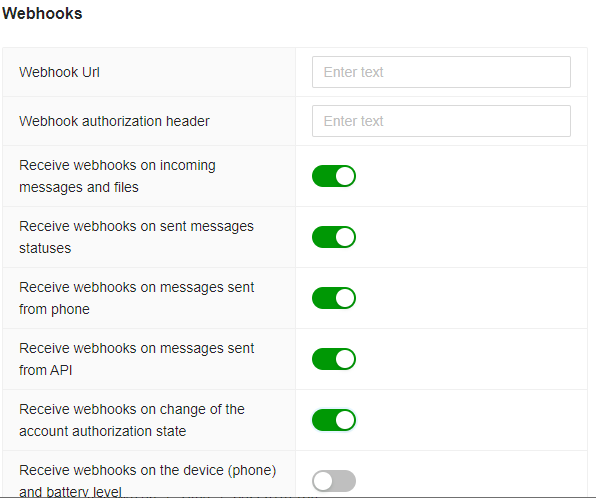 Webhooks
Webhook Url
Enter text
Webhook authorization header
Enter text
Receive webhooks on incoming
messages and files
Receive webhooks on sent messages
statuses
Receive webhooks on messages sent
from phone
Receive webhooks on messages sent
from API
Receive webhooks on change of the
account authorization state
Receive webhooks on the device (phone)
and battery level